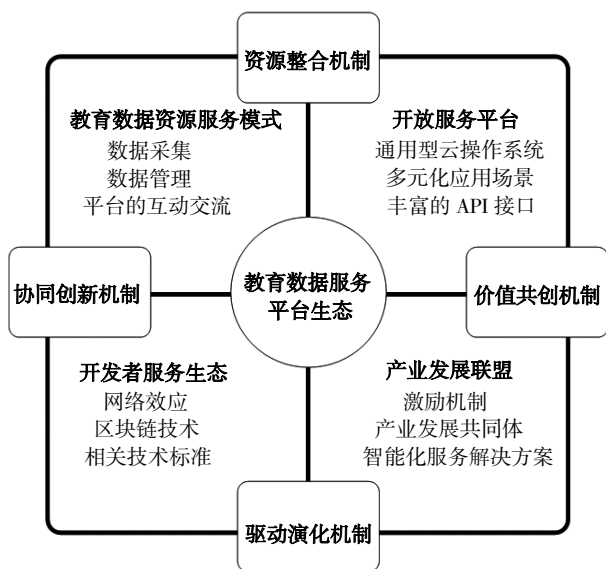 资源整合机制
教育数据资源服务模式
数据采集
数据管理
平台的互动交流
开放服务平台
通用型云操作系统
多元化应用场景
丰富的 API 接口
协同创新机制
教育数据服务
平台生态
价值共创机制
开发者服务生态
网络效应
区块链技术
相关技术标准
产业发展联盟
激励机制
产业发展共同体
智能化服务解决方案
驱动演化机制